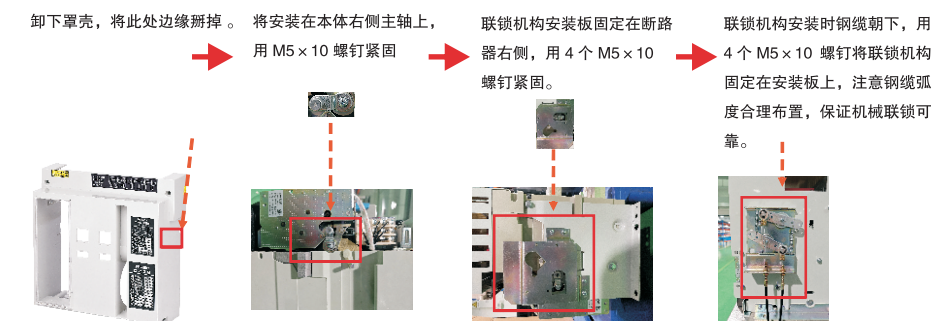 卸下罩壳，将此处边缘掰掉 。
将安装在本体右侧主轴上，
用 M5×10 螺钉紧固
联锁机构安装板固定在断路
器右侧，用 4 个 M5×10
螺钉紧固。
联锁机构安装时钢缆朝下，用
4 个 M5×10 螺钉将联锁机构
固定在安装板上，注意钢缆弧
度合理布置，保证机械联锁可
靠。